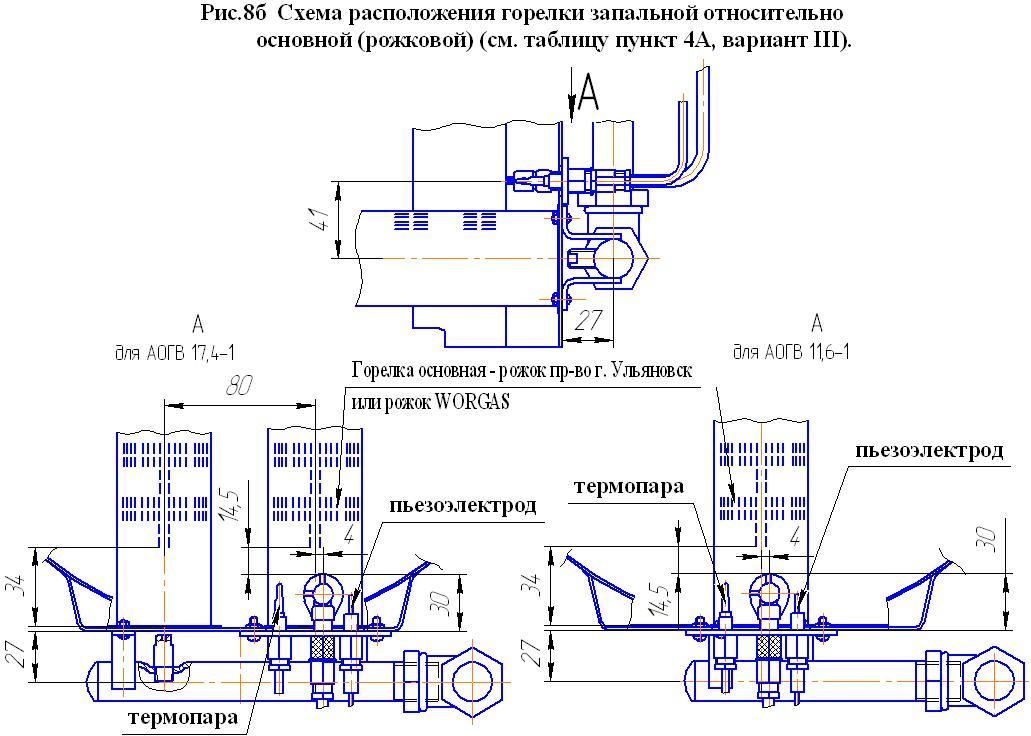 Рис.8б Схема расположения горелки запальной относительно
основной (рожковой) (см. таблицу пункт 4А, вариант III).
А
41
27
А
для АОГВ 17,4-1
А
для АОГВ 11,6-1
80
Горелка основная - рожок пр-во г. Ульяновск
или рожок WORGAS
пьезоэлектрод
термопара
14,5
пьезоэлектрод
4
4
30
34
30
34
14,5
27
27
термопара